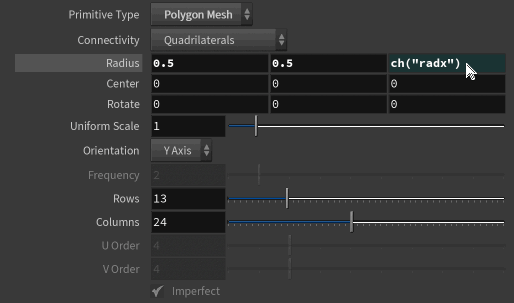 Primitive Type Polygon Mesh
Connectivity Quadrilaterals
Radius 0.5 0.5 ch("radx")
Center 0 0 0
Rotate 0 0 0
Uniform Scale 1
Orientation Y Axis
Frequency 2
Rows 13
Columns 24
U Order 4
V Order 4
Imperfect